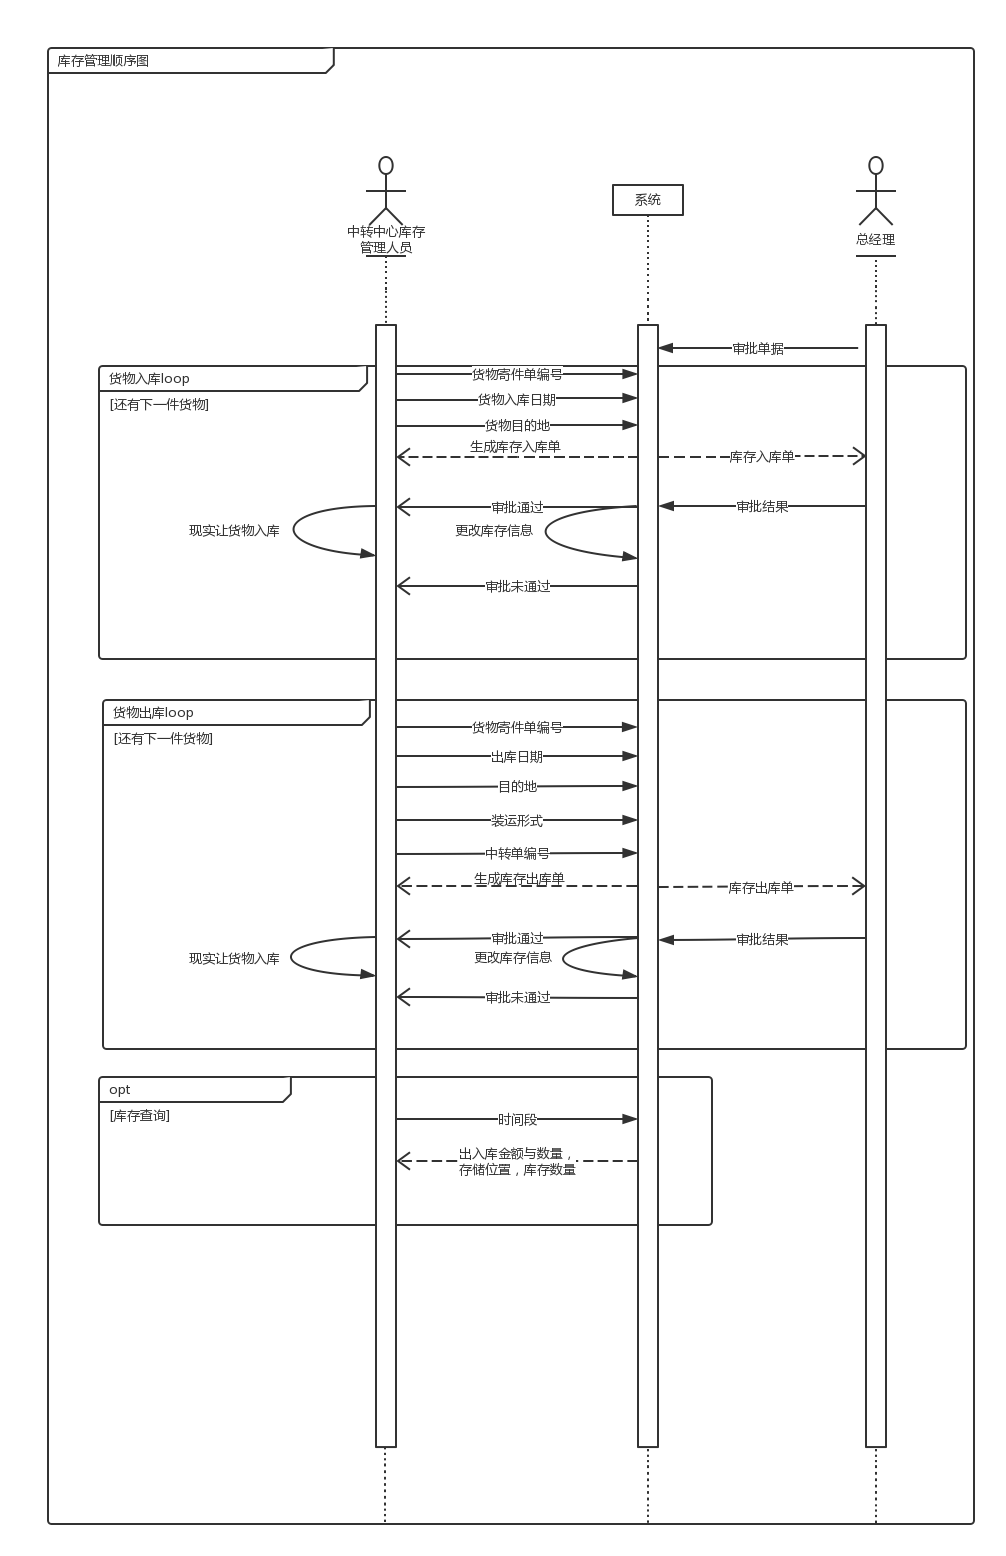 库存管理顺序图
中转中心库存
管理人员
系统
总经理
审批单据
货物入库loop
[还有下一件货物]
货物寄件单编号
货物入库日期
货物目的地
生成库存入库单
库存入库单
审批通过
审批结果
现实让货物入库
更改库存信息
审批未通过
货物出库loop
[还有下一件货物]
货物寄件单编号
出库日期
目的地
装运形式
中转单编号
生成库存出库单
库存出库单
审批通过
审批结果
现实让货物入库
更改库存信息
审批未通过
opt
[库存查询]
时间段
出入库金额与数量，
存储位置，库存数量